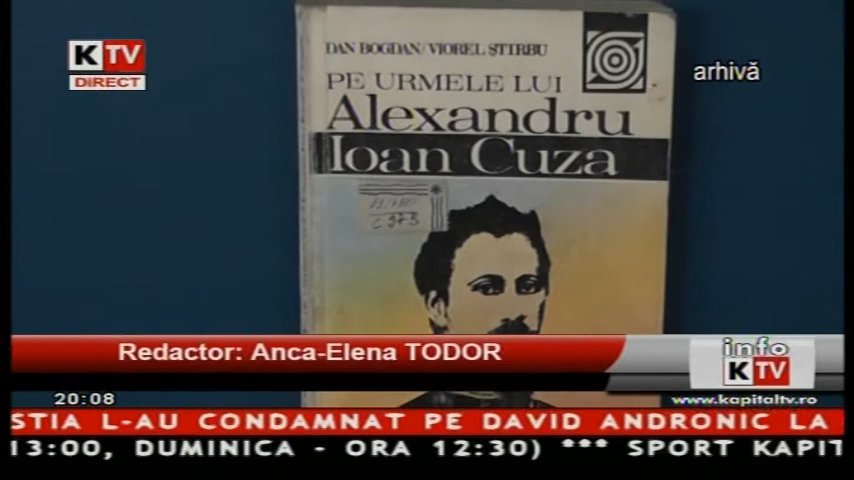 K TV
DIRECT
DAN BOGDAN/VIOREL ȘTIRBU
PE URMELE LUI
Alexandru
Ioan Cuza
arhivă
C 973
Redactor: Anca-Elena TODOR
info
K TV
20:08
www.kapitaltv.ro
STIA L-AU CONDAMNAT PE DAVID ANDRONIC LA
13:00, DUMINICA - ORA 12:30) *** SPORT KAPIT